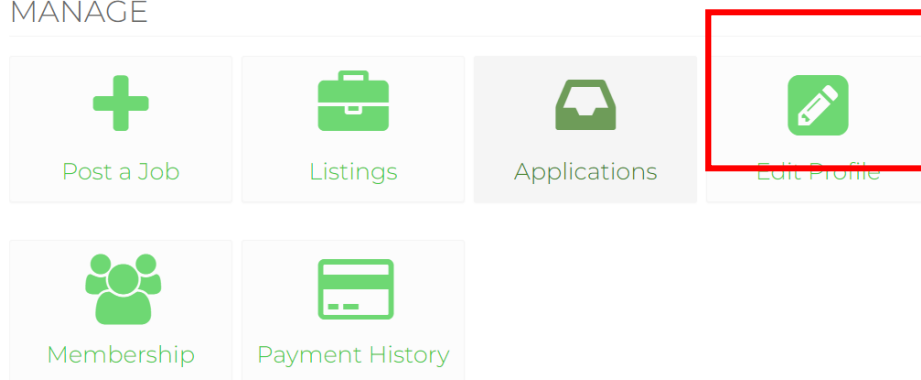 MANAGE
Post a Job
Listings
Applications
Edit Profile
Membership
Payment History